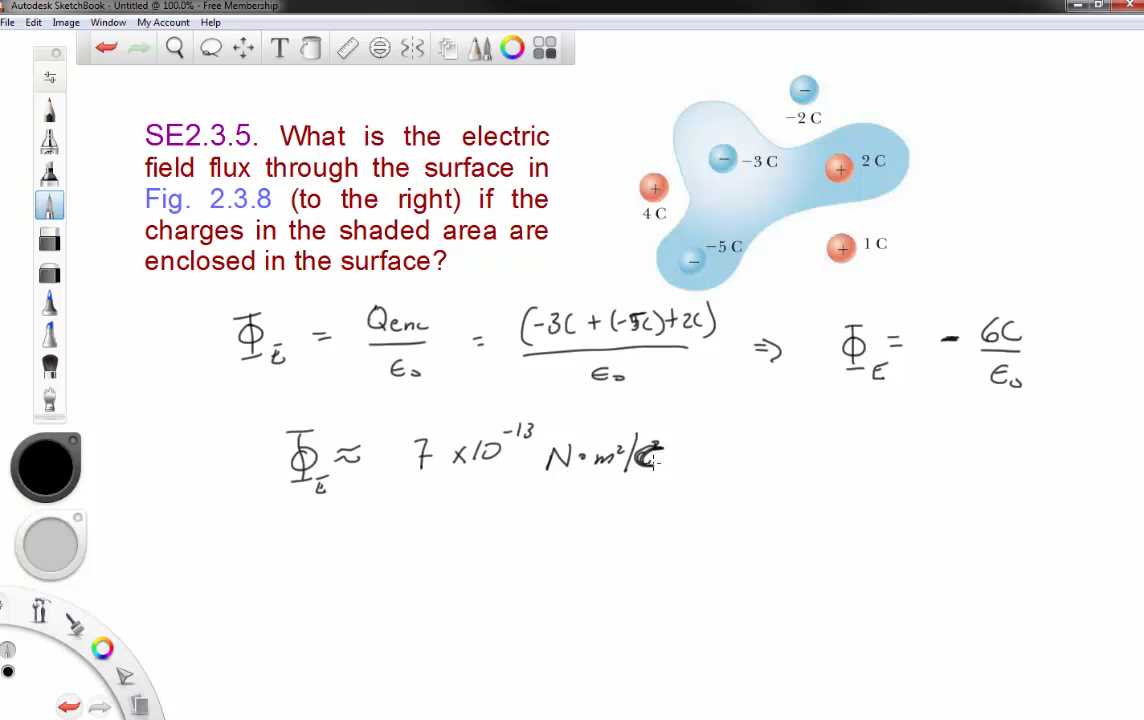 Autodesk SketchBook - Untitled @ 100.0% - Free Membership
File Edit Image Window My Account Help
T
SE2.3.5. What is the electric
field flux through the surface in
Fig. 2.3.8 (to the right) if the
charges in the shaded area are
enclosed in the surface?
−2 C
−3 C
2 C
4 C
−5 C
1 C
Φ_E = Qenc/ϵ₀ = (-3C + (-5C)+2C)/ϵ₀ ⇒ Φ_E = - 6C/ϵ₀
Φ_E ≈ 7 ×10⁻¹³ N·m²/C